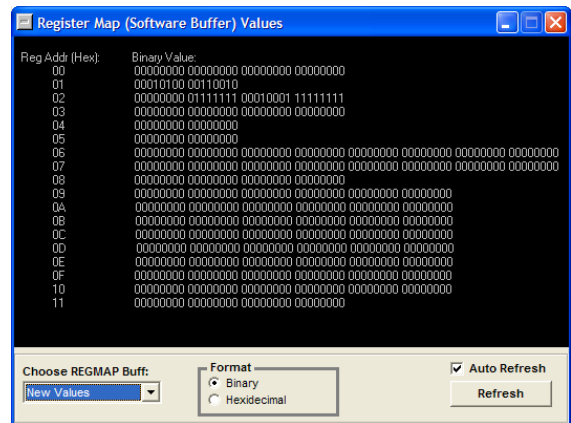 Register Map (Software Buffer) Values
Reg Addr (Hex): Binary Value:
00 00000000 00000000 00000000 00000000
01 00010100 00110010
02 00000000 01111111 00010001 11111111
03 00000000 00000000 00000000 00000000
04 00000000 00000000
05 00000000 00000000
06 00000000 00000000 00000000 00000000 00000000 00000000 00000000 00000000
07 00000000 00000000 00000000 00000000 00000000 00000000 00000000 00000000
08 00000000 00000000 00000000 00000000
09 00000000 00000000 00000000 00000000 00000000 00000000
0A 00000000 00000000 00000000 00000000 00000000 00000000
0B 00000000 00000000 00000000 00000000 00000000 00000000
0C 00000000 00000000 00000000 00000000 00000000 00000000
0D 00000000 00000000 00000000 00000000 00000000 00000000
0E 00000000 00000000 00000000 00000000 00000000 00000000
0F 00000000 00000000 00000000 00000000 00000000 00000000
10 00000000 00000000 00000000 00000000 00000000 00000000
11 00000000 00000000 00000000 00000000
Choose REGMAP Buff:
New Values
Format
Binary
Hexidecimal
Auto Refresh
Refresh